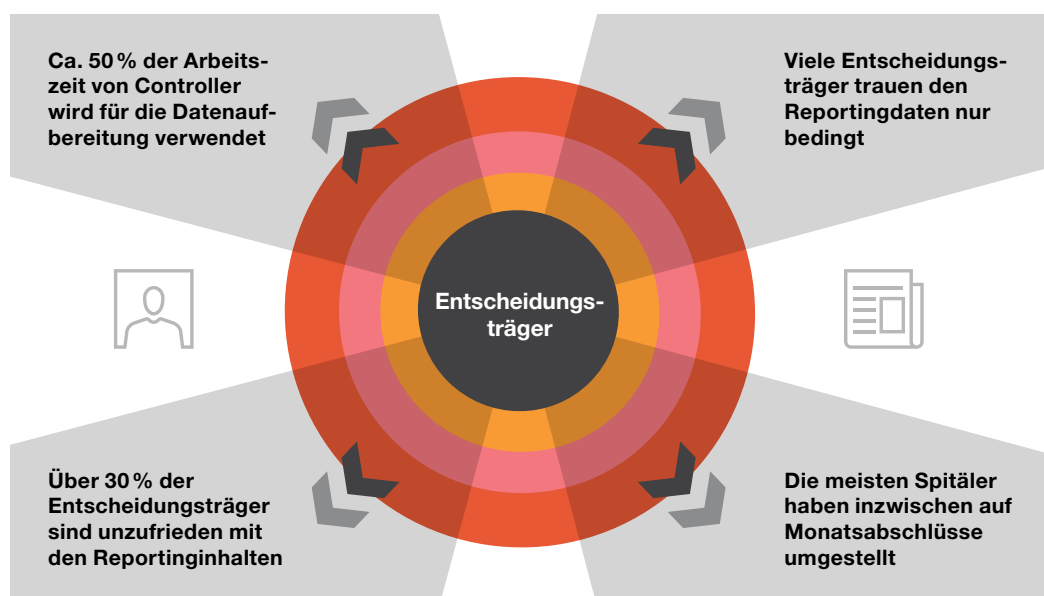 Ca. 50 % der Arbeits-
zeit von Controller
wird für die Datenauf-
bereitung verwendet
Viele Entscheidungs-
träger trauen den
Reportingdaten nur
bedingt
Entscheidungs-
träger
Über 30 % der
Entscheidungsträger
sind unzufrieden mit
den Reportinginhalten
Die meisten Spitäler
haben inzwischen auf
Monatsabschlüsse
umgestellt